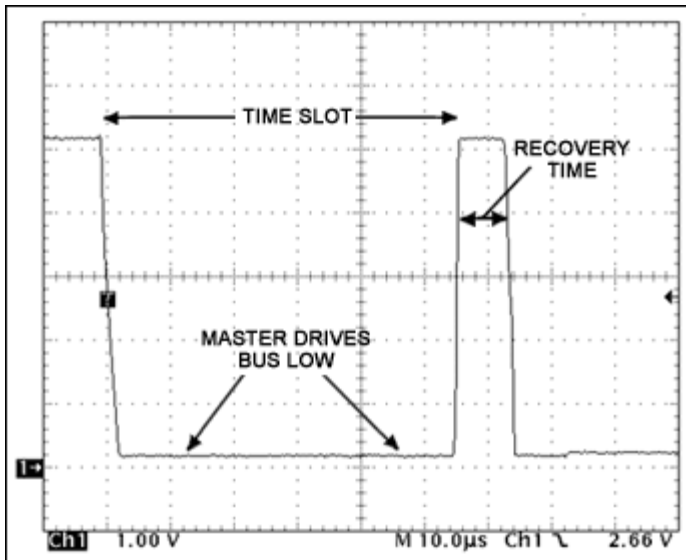 TIME SLOT
RECOVERY
TIME
T
MASTER DRIVES
BUS LOW
1
Ch1 1.00 V M 10.0μs Ch1 2.66 V